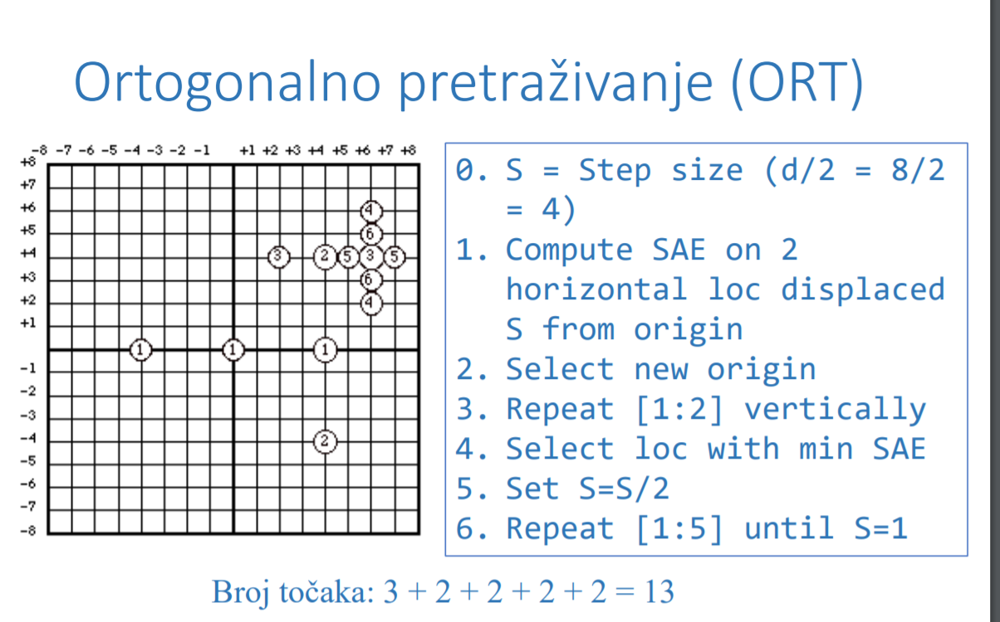 Ortogonalno pretraživanje (ORT)
-8 -7 -6 -5 -4 -3 -2 -1 +1 +2 +3 +4 +5 +6 +7 +8
+8
+7
+6
4
+5
6
+4
3 2 5 3 5
+3
6
+2
4
+1
1 1 1
-1
-2
-3
-4
2
-5
-6
-7
-8
0. S = Step size (d/2 = 8/2
= 4)
1. Compute SAE on 2
horizontal loc displaced
S from origin
2. Select new origin
3. Repeat [1:2] vertically
4. Select loc with min SAE
5. Set S=S/2
6. Repeat [1:5] until S=1
Broj točaka: 3 + 2 + 2 + 2 + 2 = 13